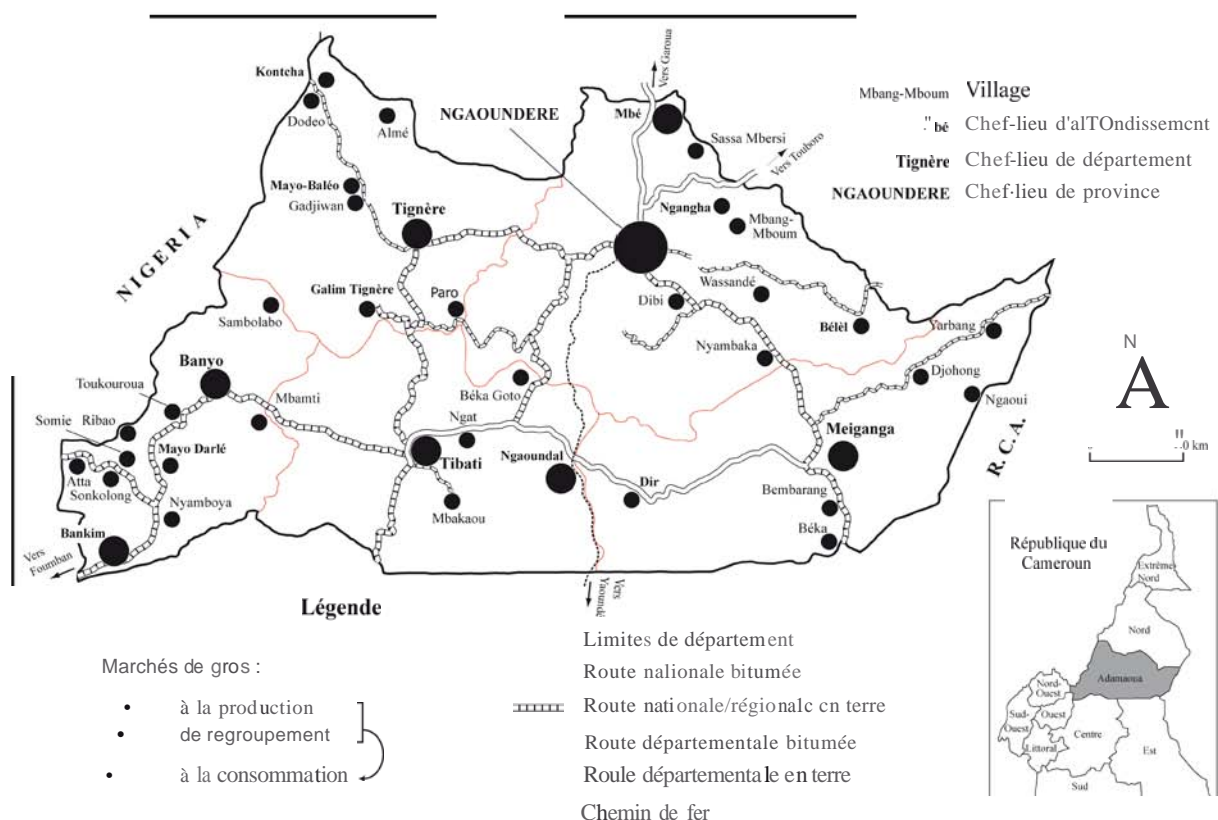 Vers Garoua
Kontcha
Dodeo
Almé
NGAOUNDERE
Mbé
Sassa Mbersi
Vers Touboro
Mbang-Mboum Village
."bé Chef-lieu d'alTOndissemcnt
Tignère Chef-lieu de département
NGAOUNDERE Chef·lieu de province
Mayo-Baléo
Gadjiwan
Tignère
Ngangha
Mbang-
Mboum
NIGERIA
Galim Tignère
Paro
Sambolabo
Dibi
Wassandé
Bélèl
Yarbang
Nyambaka
Djohong
Ngaoui
Banyo
Toukouroua
Mbamti
Béka Goto
Somie
Ribao
Mayo Darlé
Ngat
Tibati
Ngaoundal
Dir
Meiganga
R.C.A.
Atta
Sonkolong
Nyamboya
Mbakaou
Bembarang
Béka
Bankim
Vers
Foumban
Vers
Yaoundé
N
A
0 km
République du
Cameroun
Extrême-
Nord
Nord
Adamaoua
Nord-
Ouest
Sud-
Ouest
Ouest
Littoral
Centre
Est
Sud
Légende
Marchés de gros :
• à la production
• de regroupement
• à la consommation
Limites de département
Route nalionale bitumée
Route nationale/régionalc cn terre
Route départementale bitumée
Roule départementale en terre
Chemin de fer